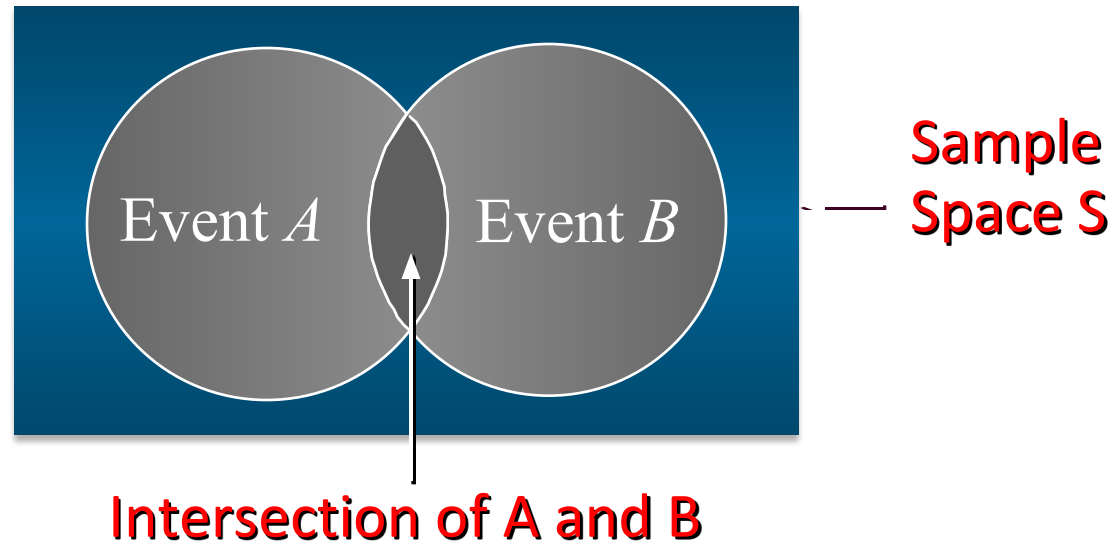 Event A
Event B
Sample
Space S
Intersection of A and B